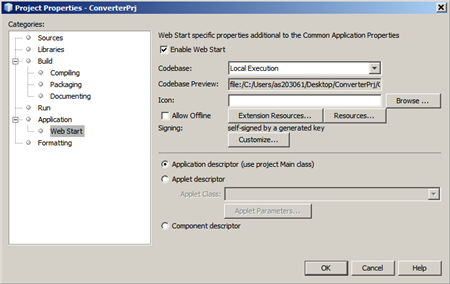 Project Properties - ConverterPrj
Categories:
Sources
Libraries
Build
Compiling
Packaging
Documenting
Run
Application
Web Start
Formatting
Web Start specific properties additional to the Common Application Properties
Enable Web Start
Codebase: Local Execution
Codebase Preview: file:/C:/Users/as203061/Desktop/ConverterPrj/
Icon: Browse ...
Allow Offline Extension Resources... Resources...
Signing: self-signed by a generated key
Customize...
Application descriptor (use project Main class)
Applet descriptor
Applet Class:
Applet Parameters...
Component descriptor
OK Cancel Help